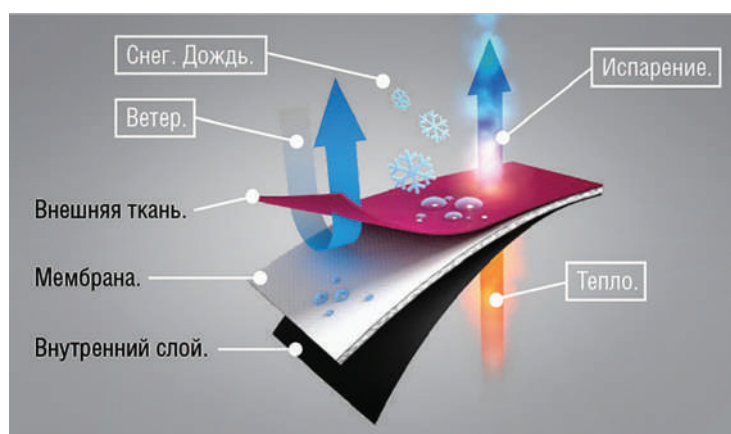 Снег. Дождь.
Испарение.
Ветер.
Внешняя ткань.
Мембрана.
Тепло.
Внутренний слой.